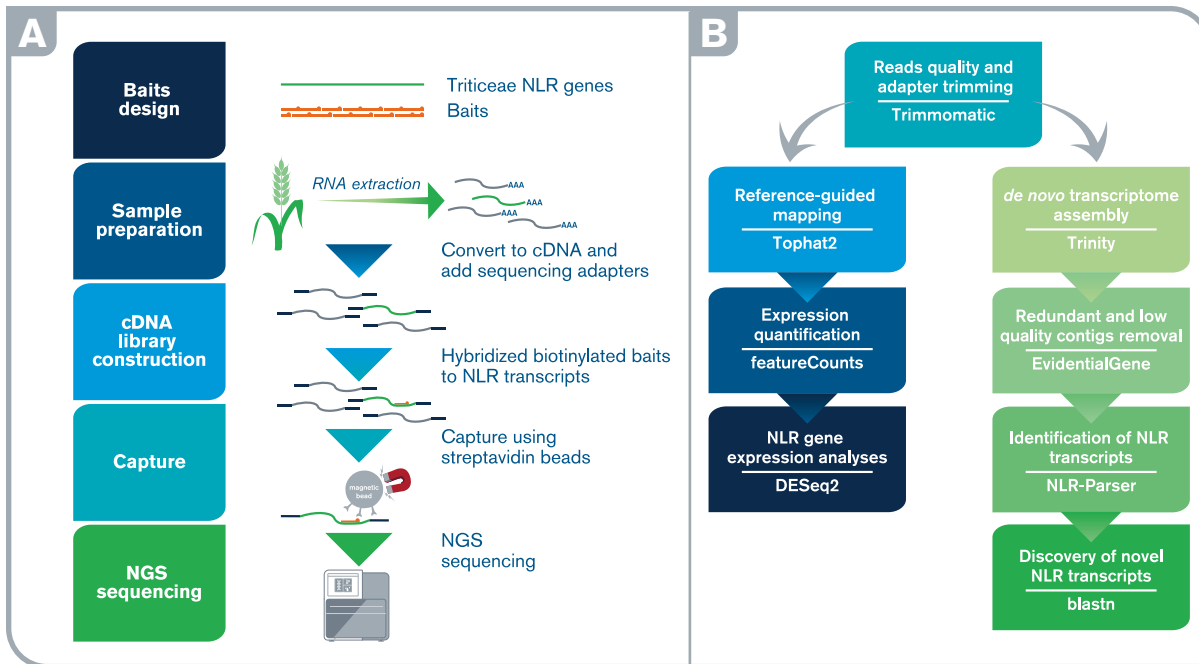 A
Baits
design
Triticeae NLR genes
Baits
Sample
preparation
RNA extraction
AAA
AAA
AAA
AAA
Convert to cDNA and
add sequencing adapters
cDNA
library
construction
Hybridized biotinylated baits
to NLR transcripts
Capture
Capture using
streptavidin beads
magnetic
bead
NGS
sequencing
NGS
sequencing
B
Reads quality and
adapter trimming
Trimmomatic
Reference-guided
mapping
Tophat2
Expression
quantification
featureCounts
NLR gene
expression analyses
DESeq2
de novo transcriptome
assembly
Trinity
Redundant and low
quality contigs removal
EvidentialGene
Identification of NLR
transcripts
NLR-Parser
Discovery of novel
NLR transcripts
blastn